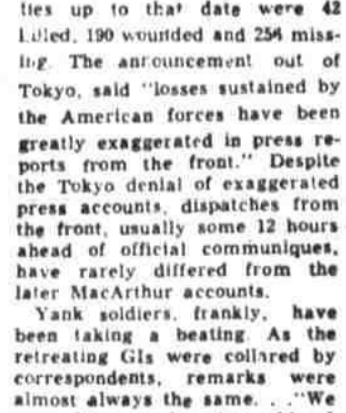 ties up to that date were 42
killed, 190 wounded and 254 miss-
ing. The announcement out of
Tokyo, said "losses sustained by
the American forces have been
greatly exaggerated in press re-
ports from the front." Despite
the Tokyo denial of exaggerated
press accounts, dispatches from
the front, usually some 12 hours
ahead of official communiques,
have rarely differed from the
later MacArthur accounts.
Yank soldiers, frankly, have
been taking a beating. As the
retreating GIs were collared by
correspondents, remarks were
almost always the same. . ."We